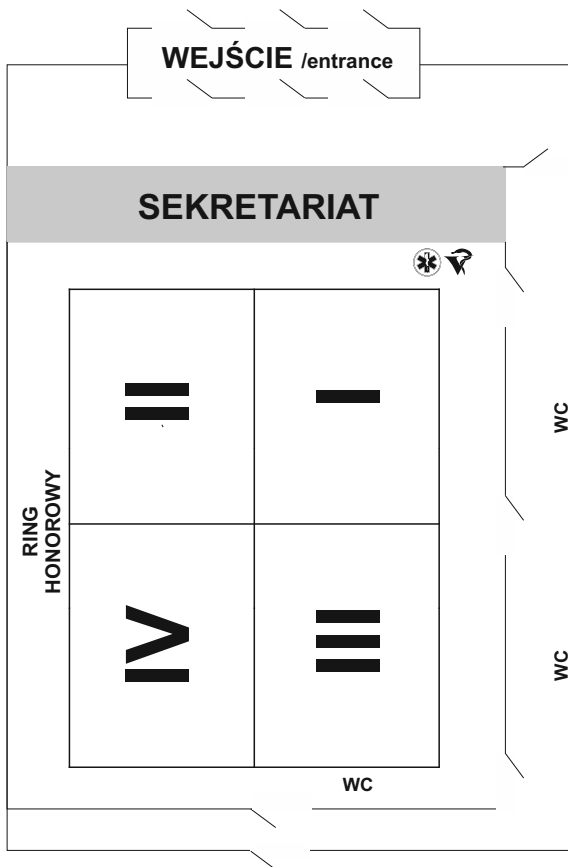 WEJŚCIE /entrance
SEKRETARIAT
II
I
WC
RING
HONOROWY
IV
III
WC
WC